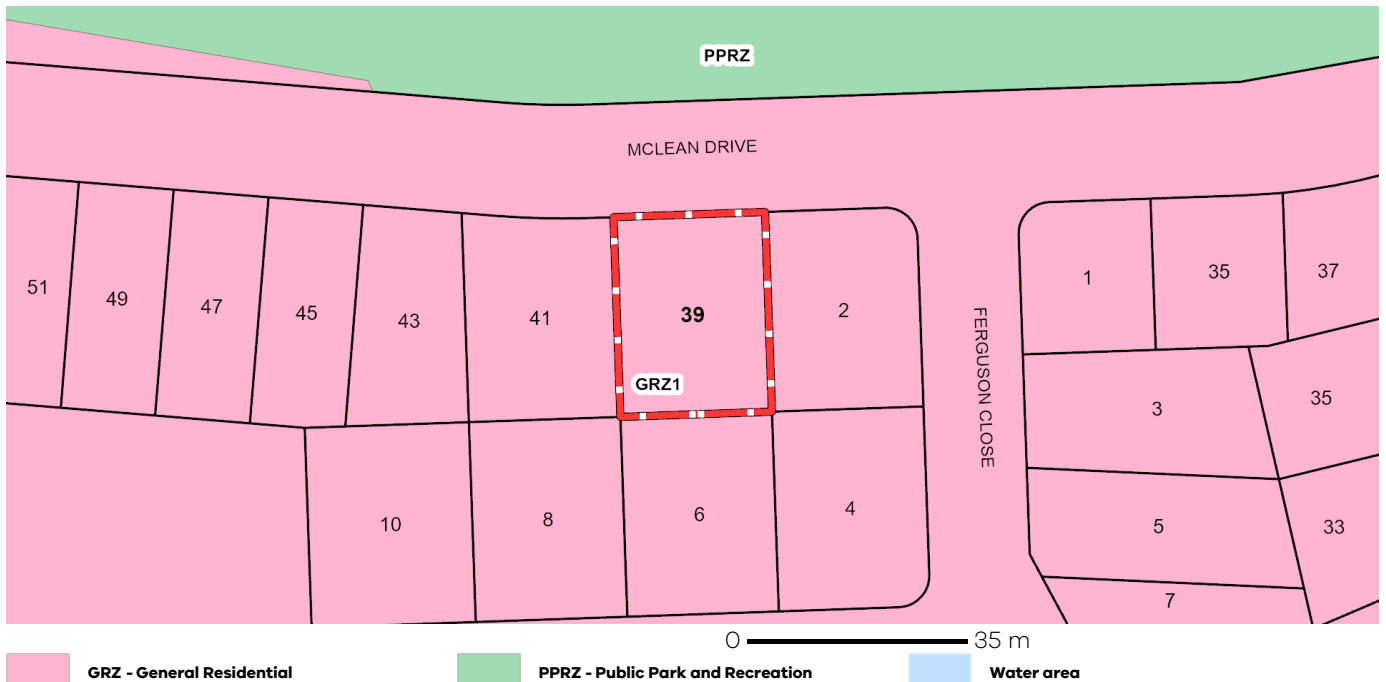 PPRZ
MCLEAN DRIVE
51
49
47
45
43
41
39
2
1
35
37
GRZ1
FERGUSON CLOSE
3
35
10
8
6
4
5
33
7
0 35 m
GRZ - General Residential
PPRZ - Public Park and Recreation
Water area